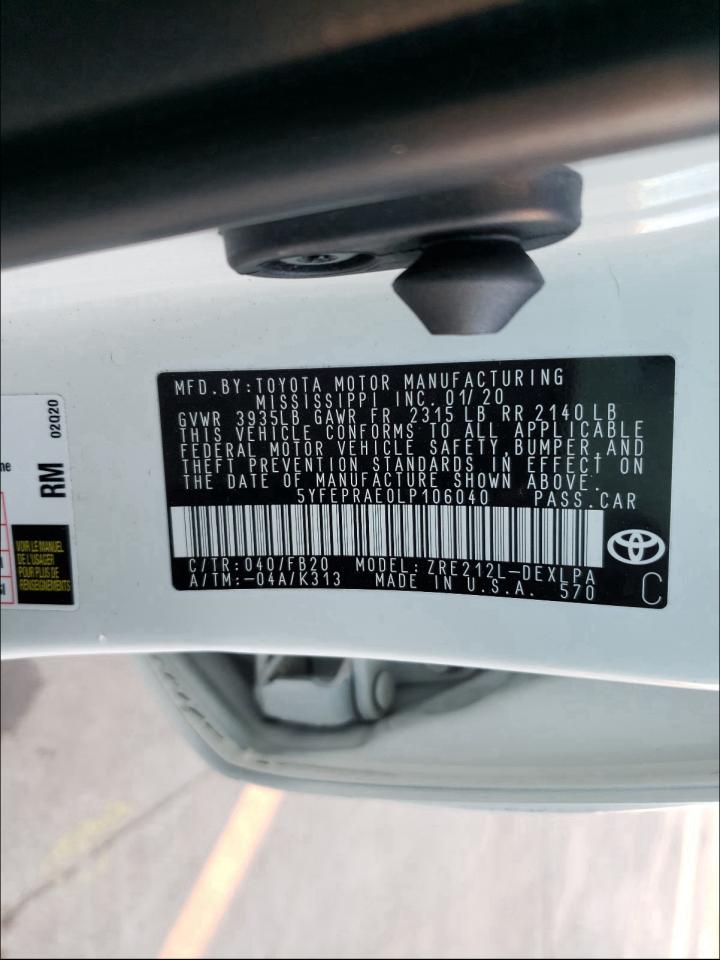 MFD.BY:TOYOTA MOTOR MANUFACTURING
MISSISSIPPI INC. 01/20
GVWR 3935LB GAWR FR 2315 LB RR 2140 LB
THIS VEHICLE CONFORMS TO ALL APPLICABLE
FEDERAL MOTOR VEHICLE SAFETY,BUMPER,AND
THEFT PREVENTION STANDARDS IN EFFECT ON
THE DATE OF MANUFACTURE SHOWN ABOVE.
5YFEPRAE0LP106040 PASS.CAR
C/TR: 040/FB20 MODEL: ZRE212L-DEXLPA
A/TM:-04A/K313 MADE IN U.S.A. 570
C
RM
02Q20
VOIR LE MANUEL
DE L'USAGER
POUR PLUS DE
RENSEIGNEMENTS